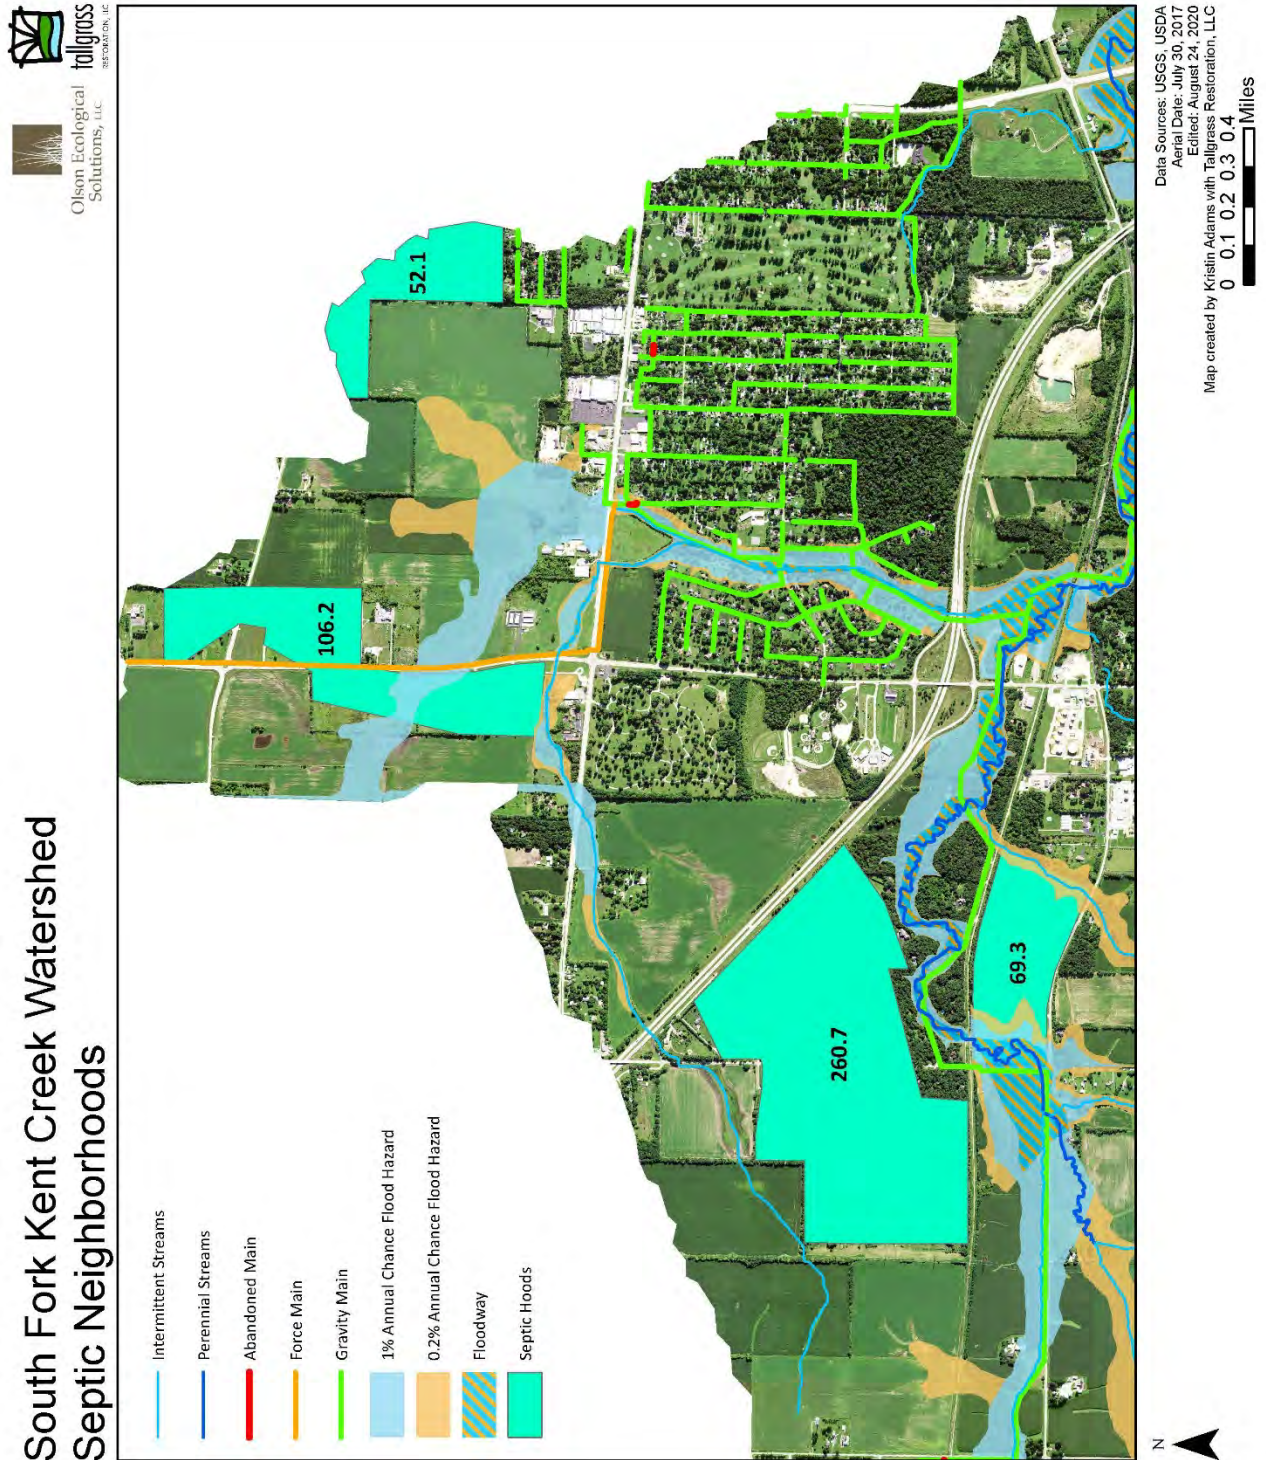 South Fork Kent Creek Watershed
Septic Neighborhoods
Olson Ecological
Solutions, LLC
tallgrass
RESTORATION, LLC
Intermittent Streams
Perennial Streams
Abandoned Main
Force Main
Gravity Main
1% Annual Chance Flood Hazard
0.2% Annual Chance Flood Hazard
Floodway
Septic Hoods
106.2
52.1
260.7
69.3
N
Data Sources: USGS, USDA
Aerial Date: July 30, 2017
Edited: August 24, 2020
Map created by Kristin Adams with Tallgrass Restoration, LLC
0 0.1 0.2 0.3 0.4
Miles